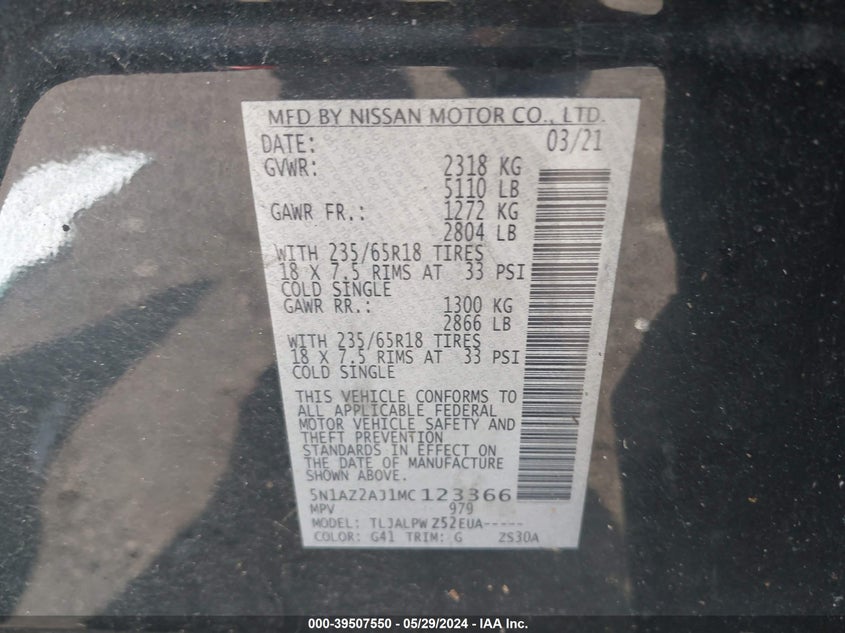 MFD BY NISSAN MOTOR CO., LTD.
DATE: 03/21
GVWR: 2318 KG
5110 LB
GAWR FR.: 1272 KG
2804 LB
WITH 235/65R18 TIRES
18 X 7.5 RIMS AT 33 PSI
COLD SINGLE
GAWR RR.: 1300 KG
2866 LB
WITH 235/65R18 TIRES
18 X 7.5 RIMS AT 33 PSI
COLD SINGLE
THIS VEHICLE CONFORMS TO
ALL APPLICABLE FEDERAL
MOTOR VEHICLE SAFETY AND
THEFT PREVENTION
STANDARDS IN EFFECT ON
THE DATE OF MANUFACTURE
SHOWN ABOVE.
5N1AZ2AJ1MC123366
MPV 979
MODEL: TLJALPW Z52EUA-----
COLOR: G41 TRIM: G ZS30A
000-39507550 - 05/29/2024 - IAA Inc.